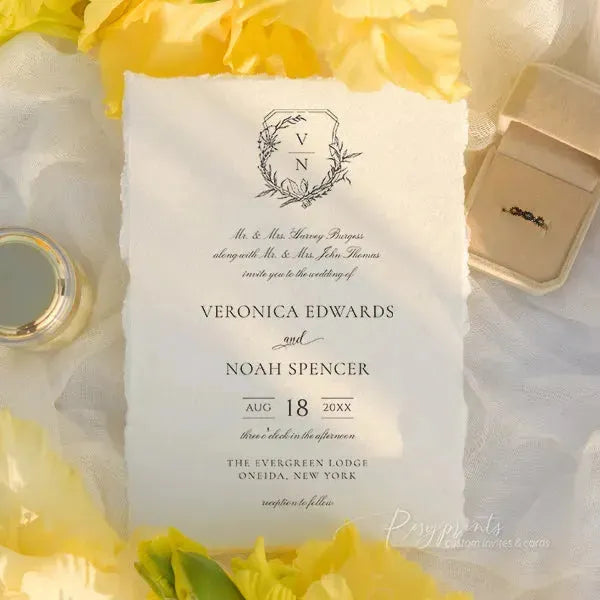 V
N
Mr. & Mrs. Harvey Burgess
along with Mr. & Mrs. John Thomas
invite you to the wedding of
VERONICA EDWARDS
and
NOAH SPENCER
AUG 18 20XX
three o'clock in the afternoon
THE EVERGREEN LODGE
ONEIDA, NEW YORK
reception to follow
Rosyprints
custom invites & cards